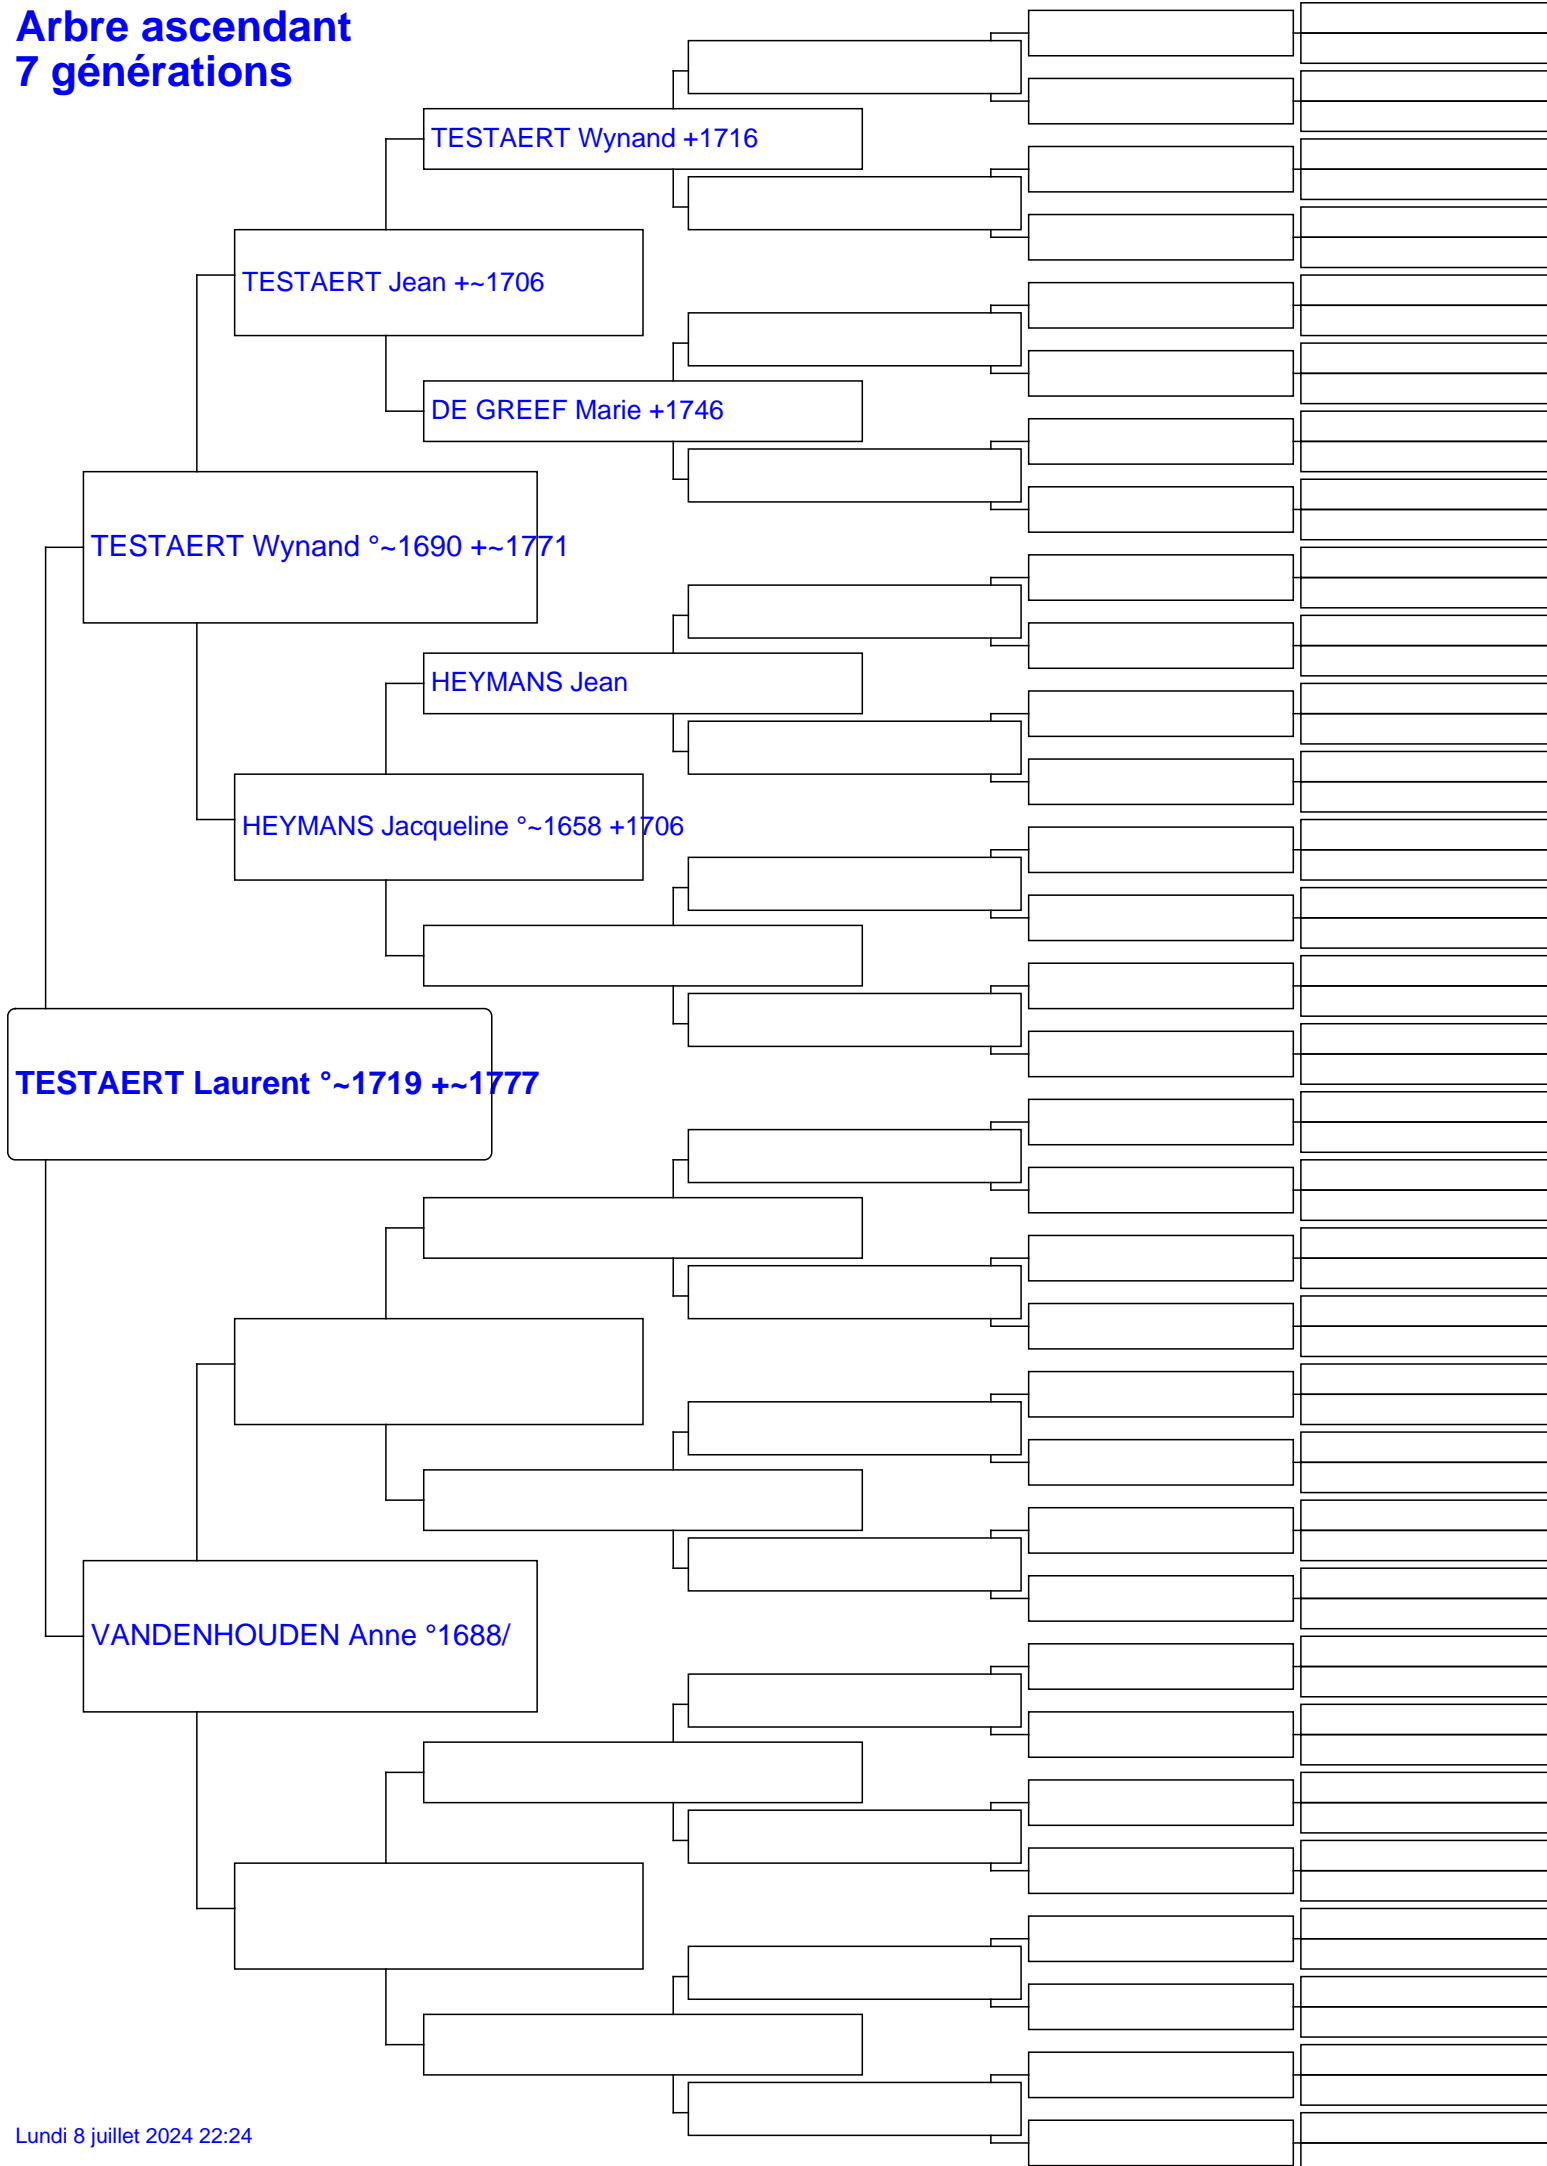 Arbre ascendant
7 générations
TESTAERT Wynand +1716
TESTAERT Jean +~1706
DE GREEF Marie +1746
TESTAERT Wynand °~1690 +~1771
HEYMANS Jean
HEYMANS Jacqueline °~1658 +1706
TESTAERT Laurent °~1719 +~1777
VANDENHOUDEN Anne °1688/
Lundi 8 juillet 2024 22:24